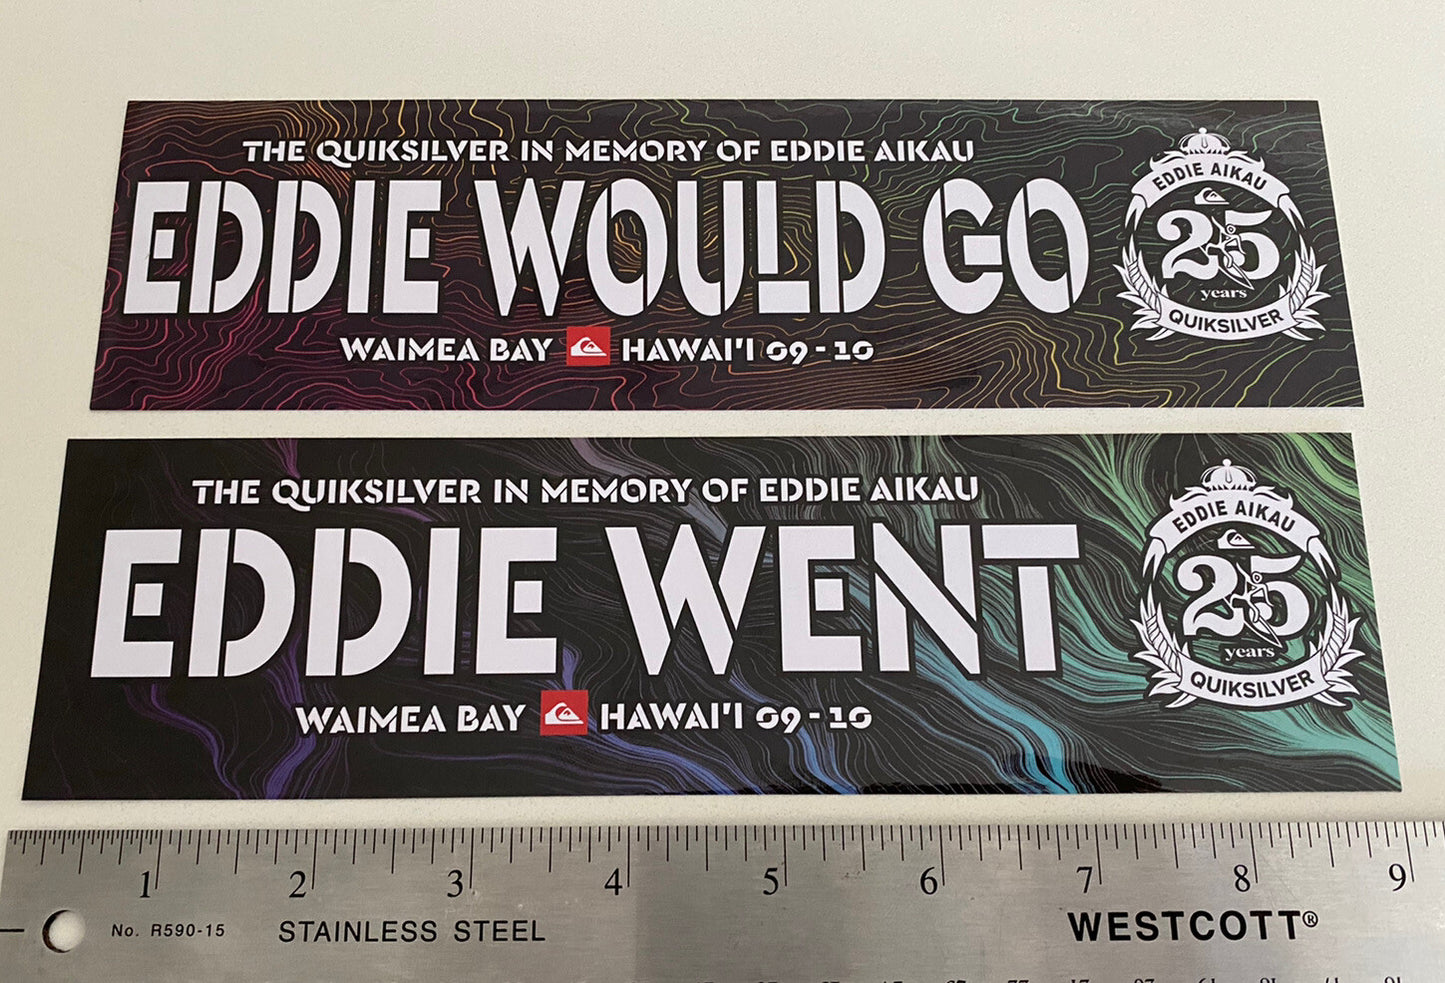 THE QUIKSILVER IN MEMORY OF EDDIE AIKAU
EDDIE WOULD GO
WAIMEA BAY HAWAI'I 09-10
EDDIE AIKAU
25
years
QUIKSILVER
THE QUIKSILVER IN MEMORY OF EDDIE AIKAU
EDDIE WENT
WAIMEA BAY HAWAI'I 09-10
EDDIE AIKAU
25
years
QUIKSILVER
1 2 3 4 5 6 7 8 9
No. R590-15 STAINLESS STEEL WESTCOTT®